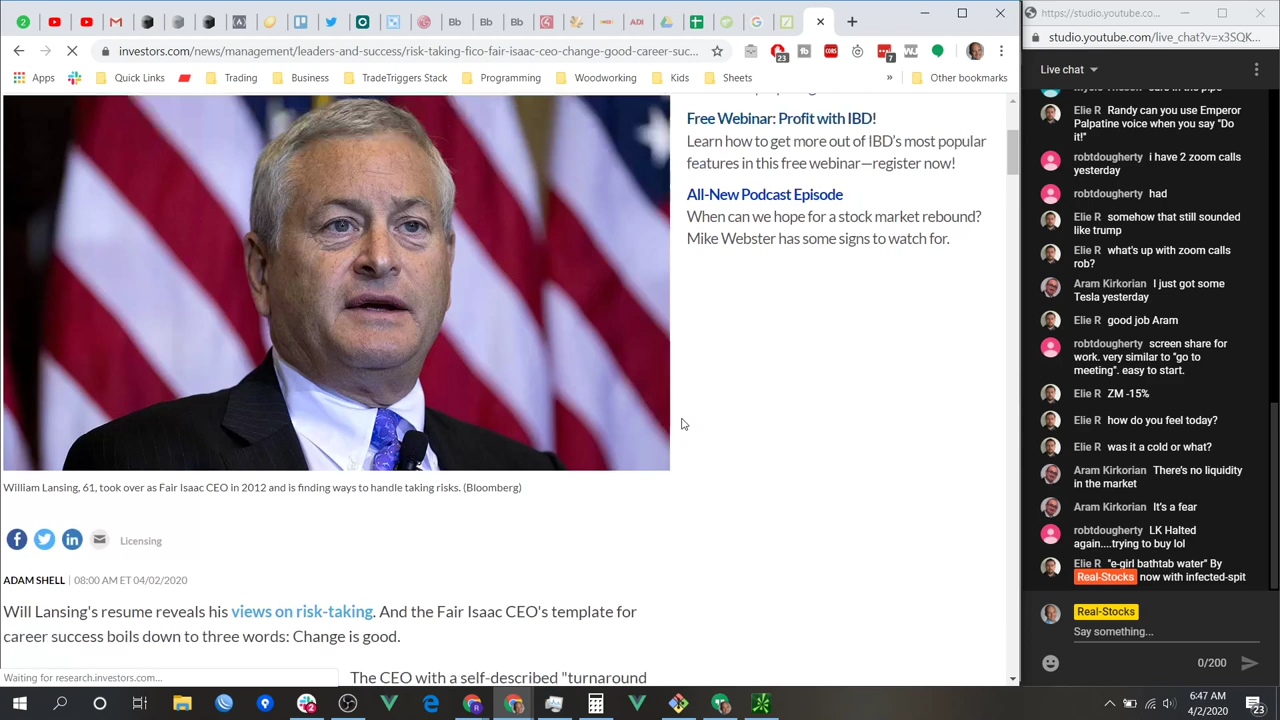 https://studio.youtube.co...
investors.com/news/management/leaders-and-success/risk-taking-fico-fair-isaac-ceo-change-good-career-suc...
studio.youtube.com/live_chat?v=x3SQK...
Apps
Quick Links
Trading
Business
TradeTriggers Stack
Programming
Woodworking
Kids
Sheets
»
Other bookmarks
Free Webinar: Profit with IBD!
Learn how to get more out of IBD's most popular
features in this free webinar—register now!
All-New Podcast Episode
When can we hope for a stock market rebound?
Mike Webster has some signs to watch for.
William Lansing, 61, took over as Fair Isaac CEO in 2012 and is finding ways to handle taking risks. (Bloomberg)
Licensing
ADAM SHELL | 08:00 AM ET 04/02/2020
Will Lansing's resume reveals his views on risk-taking. And the Fair Isaac CEO's template for
career success boils down to three words: Change is good.
The CEO with a self-described "turnaround
Waiting for research.investors.com...
Live chat
Elie R Randy can you use Emperor
Palpatine voice when you say "Do
it!"
robtdougherty i have 2 zoom calls
yesterday
robtdougherty had
Elie R somehow that still sounded
like trump
Elie R what's up with zoom calls
rob?
Aram Kirkorian I just got some
Tesla yesterday
Elie R good job Aram
robtdougherty screen share for
work. very similar to "go to
meeting". easy to start.
Elie R ZM -15%
Elie R how do you feel today?
Elie R was it a cold or what?
Aram Kirkorian There's no liquidity
in the market
Aram Kirkorian It's a fear
robtdougherty LK Halted
again....trying to buy lol
Elie R "e-girl bathtab water" By
Real-Stocks now with infected-spit
Real-Stocks
Say something...
0/200
6:47 AM
4/2/2020
23